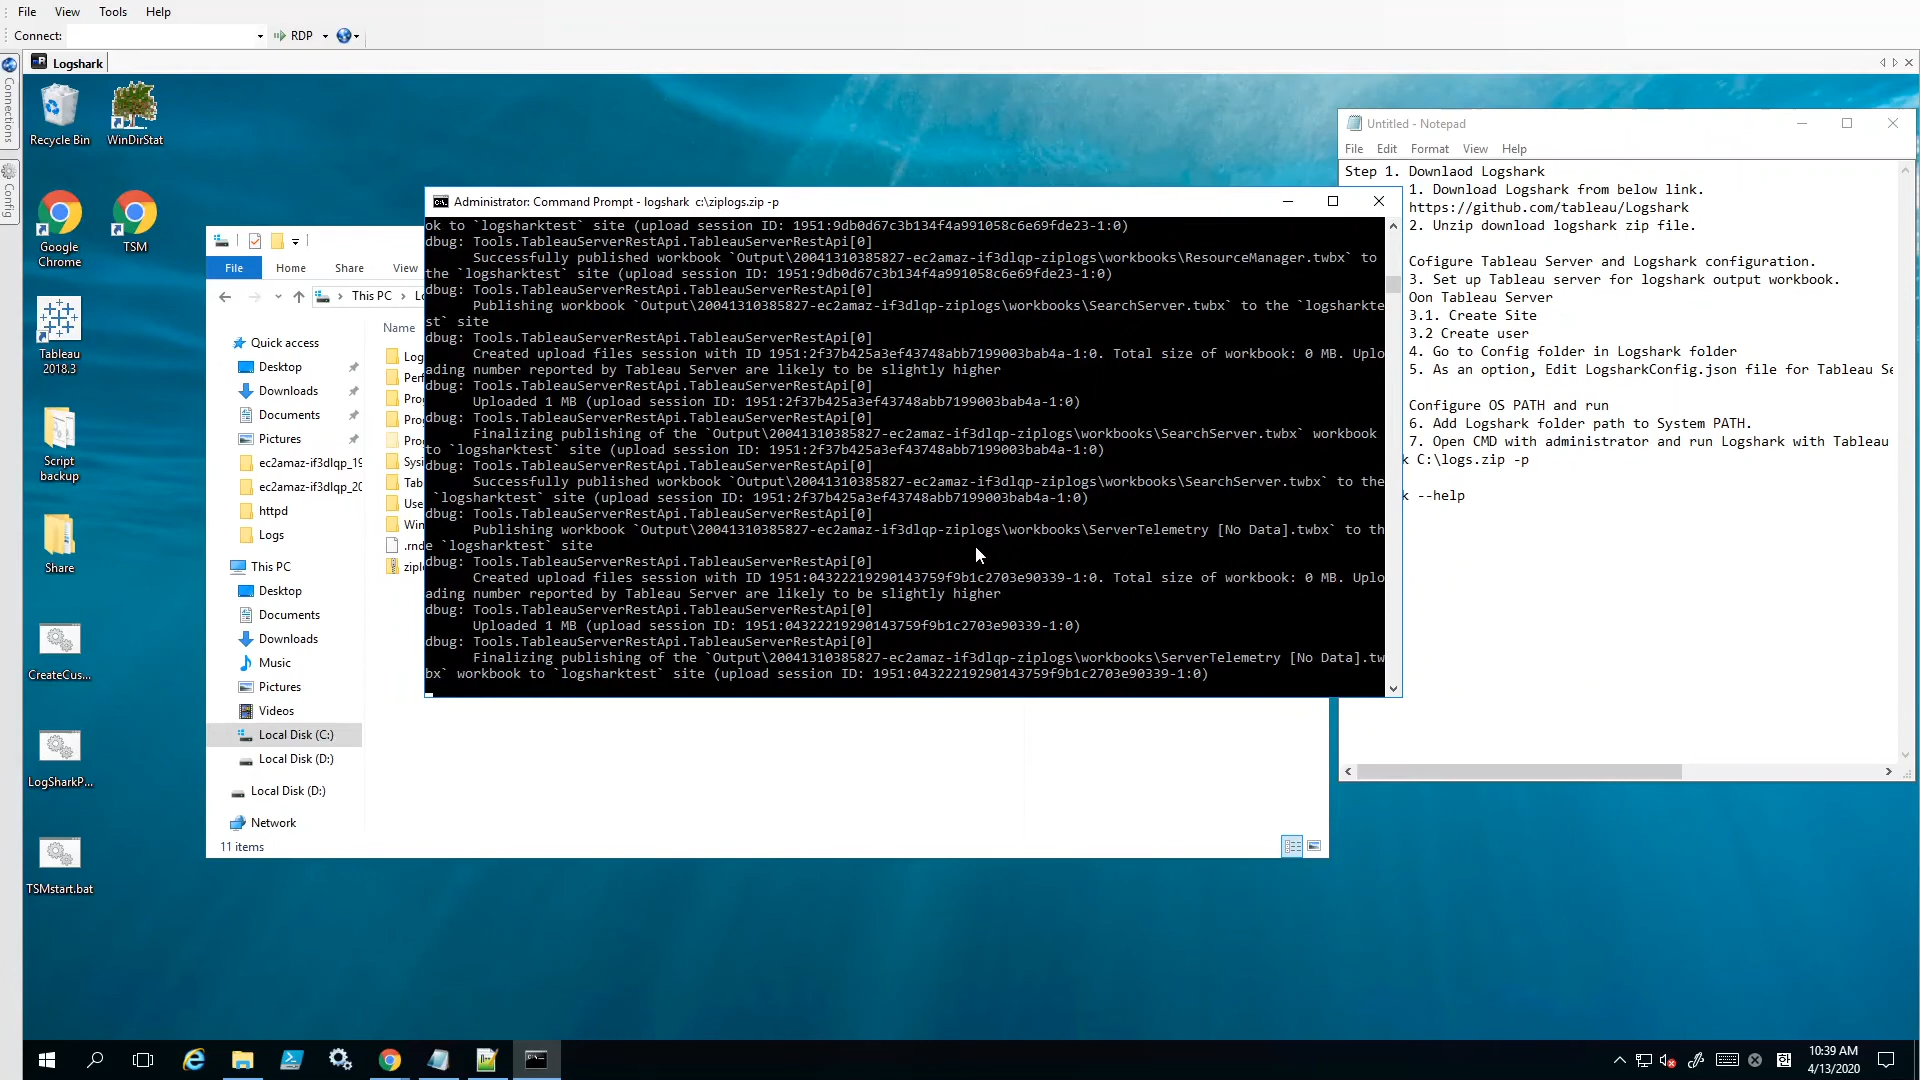 File View Tools Help
Connect: RDP
Connections
Config
Logshark
Recycle Bin
WinDirStat
Google Chrome
TSM
Tableau 2018.3
Script backup
Share
CreateCus...
LogSharkP...
TSMstart.bat
File Home Share View
This PC
Name
Quick access
Desktop
Downloads
Documents
Pictures
ec2amaz-if3dlqp_19
ec2amaz-if3dlqp_20
httpd
Logs
This PC
Desktop
Documents
Downloads
Music
Pictures
Videos
Local Disk (C:)
Local Disk (D:)
Local Disk (D:)
Network
11 items
Log
Perf
Prog
Prog
Prog
Sysi
Tab
Use
Win
.rnd
ziplo
Administrator: Command Prompt - logshark  c:\ziplogs.zip -p
ok to `logsharktest` site (upload session ID: 1951:9db0d67c3b134f4a991058c6e69fde23-1:0)
dbug: Tools.TableauServerRestApi.TableauServerRestApi[0]
Successfully published workbook `Output\20041310385827-ec2amaz-if3dlqp-ziplogs\workbooks\ResourceManager.twbx` to
the `logsharktest` site (upload session ID: 1951:9db0d67c3b134f4a991058c6e69fde23-1:0)
dbug: Tools.TableauServerRestApi.TableauServerRestApi[0]
Publishing workbook `Output\20041310385827-ec2amaz-if3dlqp-ziplogs\workbooks\SearchServer.twbx` to the `logsharkte
st` site
dbug: Tools.TableauServerRestApi.TableauServerRestApi[0]
Created upload files session with ID 1951:2f37b425a3ef43748abb7199003bab4a-1:0. Total size of workbook: 0 MB. Uplo
ading number reported by Tableau Server are likely to be slightly higher
dbug: Tools.TableauServerRestApi.TableauServerRestApi[0]
Uploaded 1 MB (upload session ID: 1951:2f37b425a3ef43748abb7199003bab4a-1:0)
dbug: Tools.TableauServerRestApi.TableauServerRestApi[0]
Finalizing publishing of the `Output\20041310385827-ec2amaz-if3dlqp-ziplogs\workbooks\SearchServer.twbx` workbook
to `logsharktest` site (upload session ID: 1951:2f37b425a3ef43748abb7199003bab4a-1:0)
dbug: Tools.TableauServerRestApi.TableauServerRestApi[0]
Successfully published workbook `Output\20041310385827-ec2amaz-if3dlqp-ziplogs\workbooks\SearchServer.twbx` to the
`logsharktest` site (upload session ID: 1951:2f37b425a3ef43748abb7199003bab4a-1:0)
dbug: Tools.TableauServerRestApi.TableauServerRestApi[0]
Publishing workbook `Output\20041310385827-ec2amaz-if3dlqp-ziplogs\workbooks\ServerTelemetry [No Data].twbx` to th
e `logsharktest` site
dbug: Tools.TableauServerRestApi.TableauServerRestApi[0]
Created upload files session with ID 1951:04322219290143759f9b1c2703e90339-1:0. Total size of workbook: 0 MB. Uplo
ading number reported by Tableau Server are likely to be slightly higher
dbug: Tools.TableauServerRestApi.TableauServerRestApi[0]
Uploaded 1 MB (upload session ID: 1951:04322219290143759f9b1c2703e90339-1:0)
dbug: Tools.TableauServerRestApi.TableauServerRestApi[0]
Finalizing publishing of the `Output\20041310385827-ec2amaz-if3dlqp-ziplogs\workbooks\ServerTelemetry [No Data].tw
bx` workbook to `logsharktest` site (upload session ID: 1951:04322219290143759f9b1c2703e90339-1:0)
Untitled - Notepad
File Edit Format View Help
Step 1. Downlaod Logshark
1. Download Logshark from below link.
https://github.com/tableau/Logshark
2. Unzip download logshark zip file.
Cofigure Tableau Server and Logshark configuration.
3. Set up Tableau server for logshark output workbook.
Oon Tableau Server
3.1. Create Site
3.2 Create user
4. Go to Config folder in Logshark folder
5. As an option, Edit LogsharkConfig.json file for Tableau Se
Configure OS PATH and run
6. Add Logshark folder path to System PATH.
7. Open CMD with administrator and run Logshark with Tableau
k C:\logs.zip -p
k --help
10:39 AM
4/13/2020